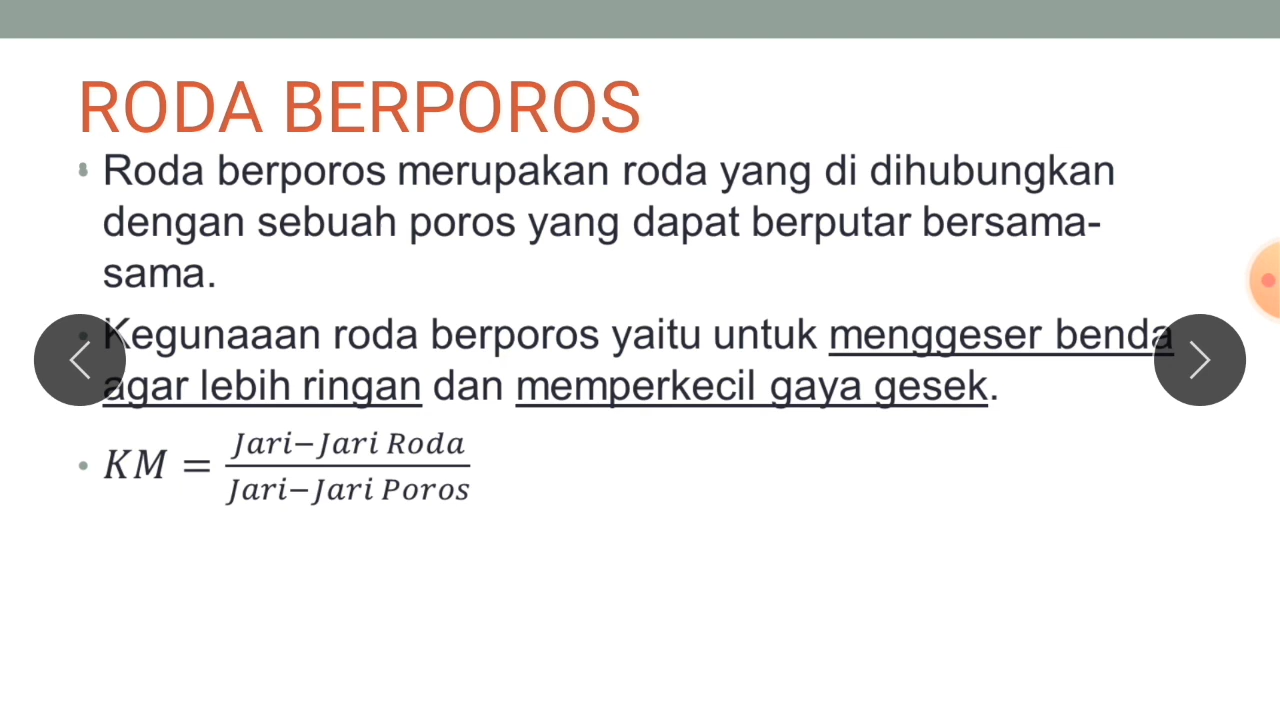 RODA BERPOROS
• Roda berporos merupakan roda yang di dihubungkan
dengan sebuah poros yang dapat berputar bersama-
sama.
• Kegunaaan roda berporos yaitu untuk menggeser benda
agar lebih ringan dan memperkecil gaya gesek.
• KM = Jari−Jari Roda / Jari−Jari Poros